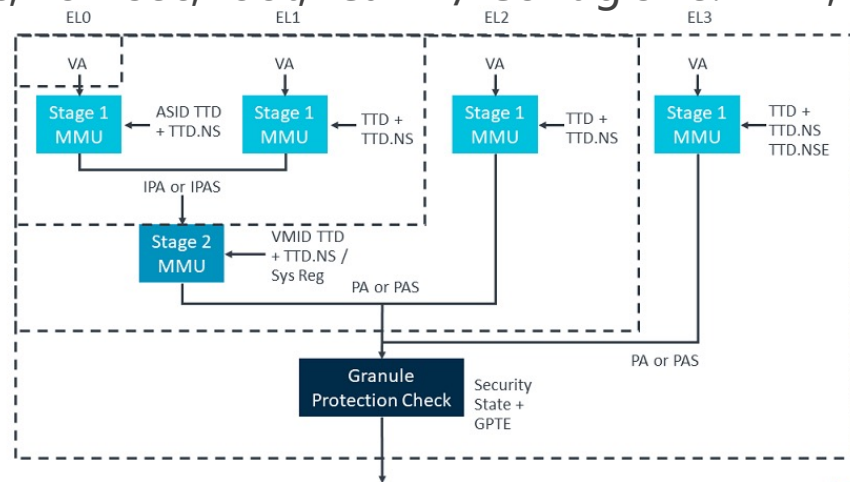 EL0
EL1
EL2
EL3
VA
VA
VA
VA
Stage 1
MMU
ASID TTD
+ TTD.NS
Stage 1
MMU
TTD +
TTD.NS
Stage 1
MMU
TTD +
TTD.NS
Stage 1
MMU
TTD +
TTD.NS
TTD.NSE
IPA or IPAS
Stage 2
MMU
VMID TTD
+ TTD.NS /
Sys Reg
PA or PAS
PA or PAS
Granule
Protection Check
Security
State +
GPTE